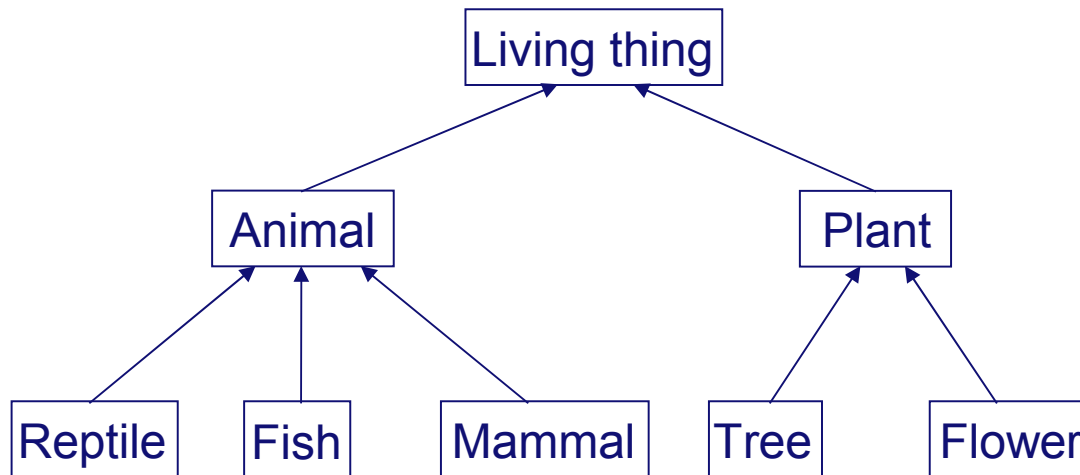 Living thing
Animal
Plant
Reptile
Fish
Mammal
Tree
Flower